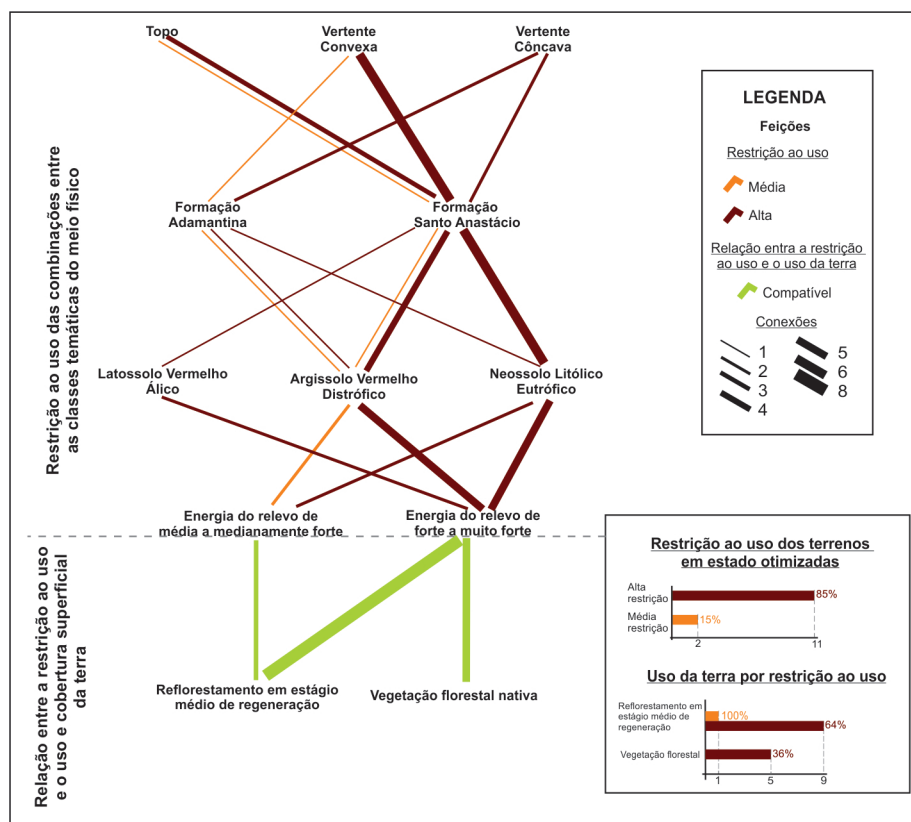 Topo
Vertente
Convexa
Vertente
Côncava
Restrição ao uso das combinações entre
as classes temáticas do meio físico
Formação
Adamantina
Formação
Santo Anastácio
Latossolo Vermelho
Álico
Argissolo Vermelho
Distrófico
Neossolo Litólico
Eutrófico
Energia do relevo de
média a medianamente forte
Energia do relevo de
forte a muito forte
Relação entre a restrição ao uso
e o uso e cobertura superficial
da terra
Reflorestamento em estágio
médio de regeneração
Vegetação florestal nativa
LEGENDA
Feições
Restrição ao uso
Média
Alta
Relação entra a restrição
ao uso e o uso da terra
Compatível
Conexões
1
2
3
4
5
6
8
Restrição ao uso dos terrenos
em estado otimizadas
Alta
restrição
85%
Média
restrição
15%
2
11
Uso da terra por restrição ao uso
Reflorestamento em
estágio médio de
regeneração
100%
64%
Vegetação florestal
36%
1
5
9